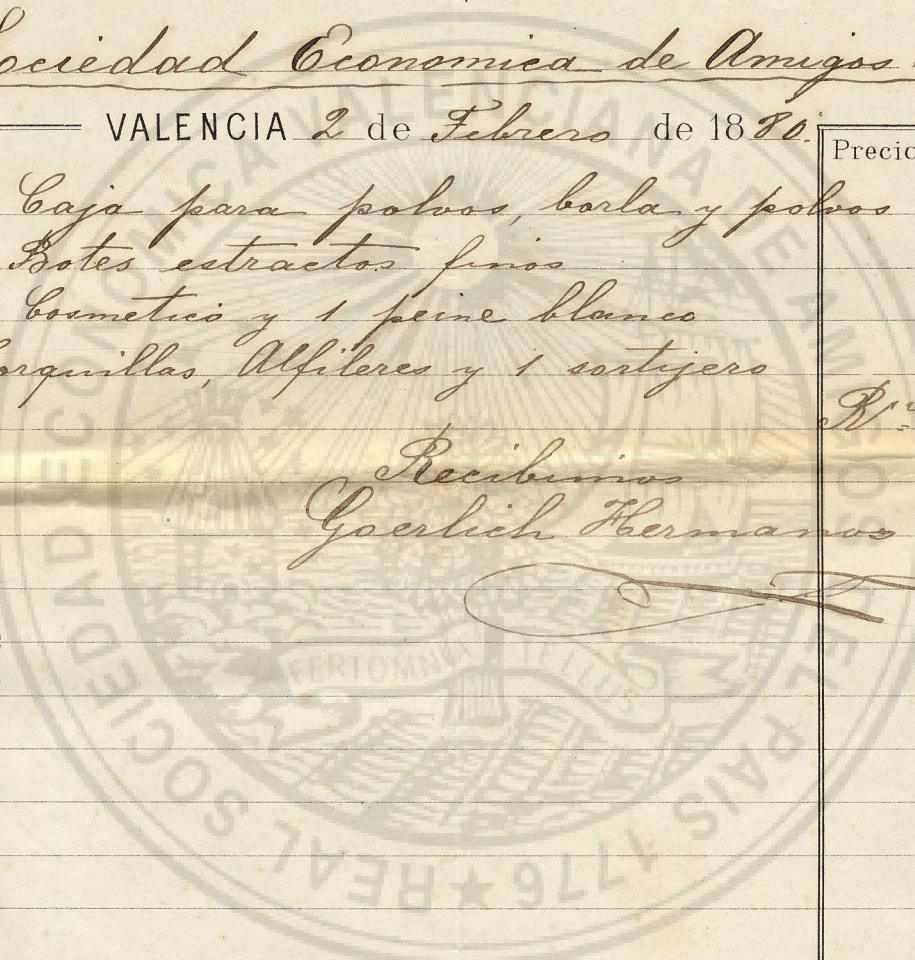 Sociedad Economica de Amigos
VALENCIA 2 de Febrero de 1880.
Precio
Caja para polvos, borla y polvos
Botes estractos finos
Cosmetico y 1 peine blanco
orquillas, Alfileres y 1 sortijero
Recibimos
Goerlich Hermanos
REAL SOCIEDAD ECONOMICA VALENCIANA DE AMIGOS DEL PAIS 1776
FERT OMNIA TELLUS